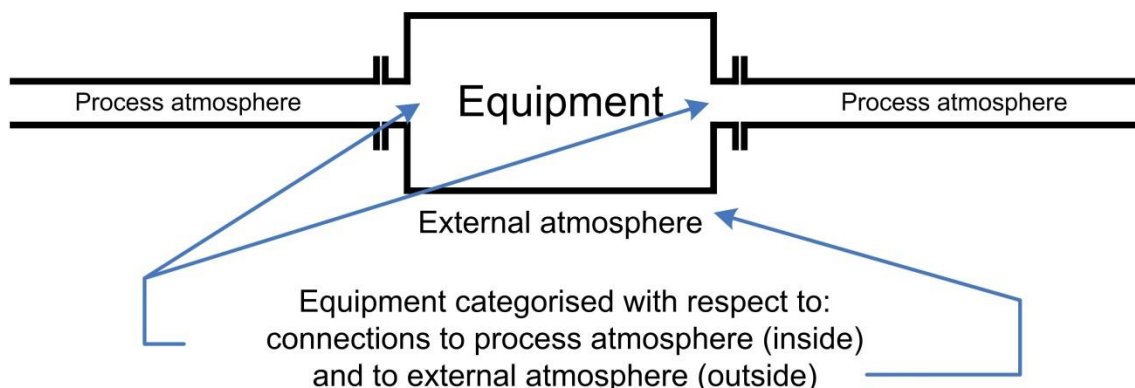 Process atmosphere
Equipment
Process atmosphere
External atmosphere
Equipment categorised with respect to:
connections to process atmosphere (inside)
and to external atmosphere (outside)